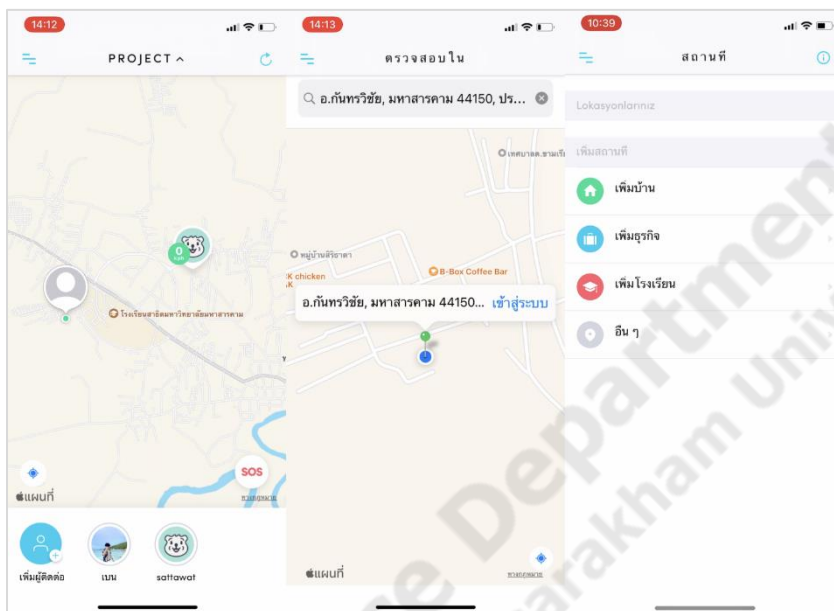 14:12
PROJECT
0
โรงเรียนสาธิตมหาวิทยาลัยมหาสารคาม
SOS
แผนที่
เพิ่มผู้ติดต่อ
เบน
sattawat
14:13
ตรวจสอบใน
อ.กันทรวิชัย, มหาสารคาม 44150, ปร...
หมู่บ้านสิริธาดา
K chicken
B-Box Coffee Bar
อ.กันทรวิชัย, มหาสารคาม 44150... เข้าสู่ระบบ
แผนที่
10:39
สถานที่
Lokasyonlarınız
เพิ่มสถานที่
เพิ่มบ้าน
เพิ่มธุรกิจ
เพิ่มโรงเรียน
อื่น ๆ